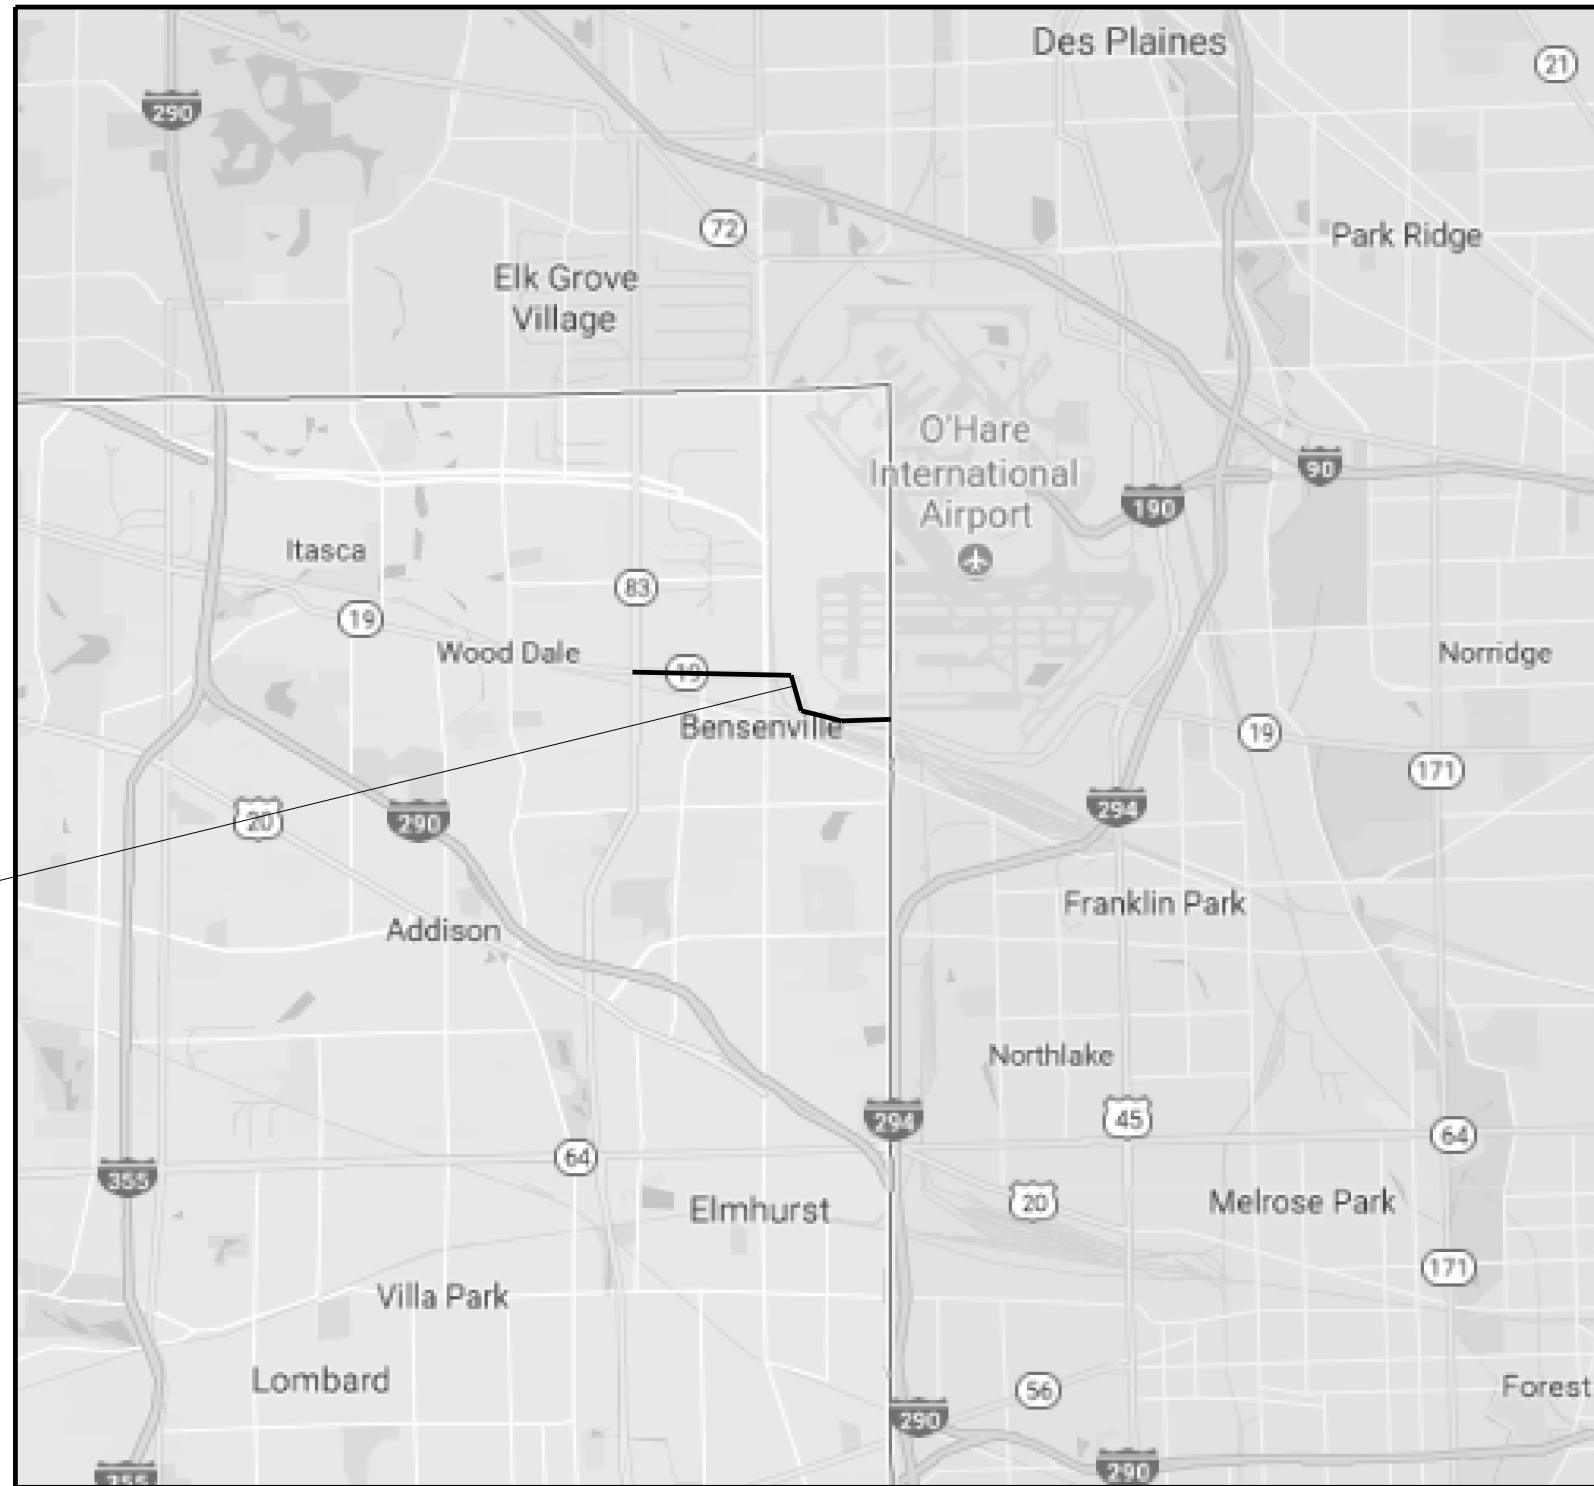 Des Plaines
21
290
72
Park Ridge
Elk Grove
Village
O'Hare
International
Airport
90
190
Itasca
83
19
Wood Dale
19
Norridge
Bensenville
19
171
20
290
294
Franklin Park
Addison
Northlake
294
45
64
64
355
20
Elmhurst
Melrose Park
171
Villa Park
Lombard
56
Forest
290
290
355